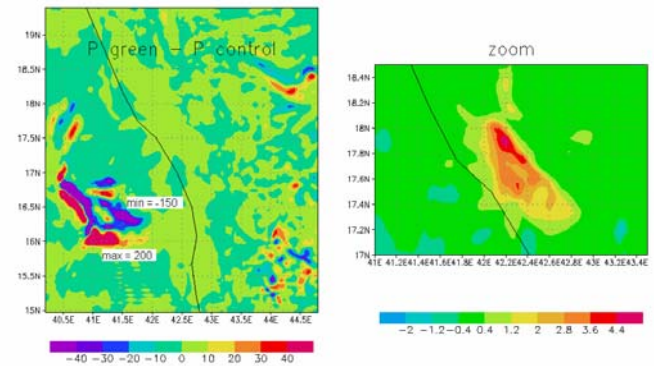 P green – P control
19N
18.5N
18N
17.5N
17N
16.5N
16N
15.5N
15N
min = -150
max = 200
40.5E 41E 41.5E 42E 42.5E 43E 43.5E 44E 44.5E
-40 -30 -20 -10 0 10 20 30 40
zoom
18.4N
18.2N
18N
17.8N
17.6N
17.4N
17.2N
17N
41E 41.2E 41.4E 41.6E 41.8E 42E 42.2E 42.4E 42.6E 42.8E 43E 43.2E 43.4E
-2 -1.2 -0.4 0.4 1.2 2 2.8 3.6 4.4